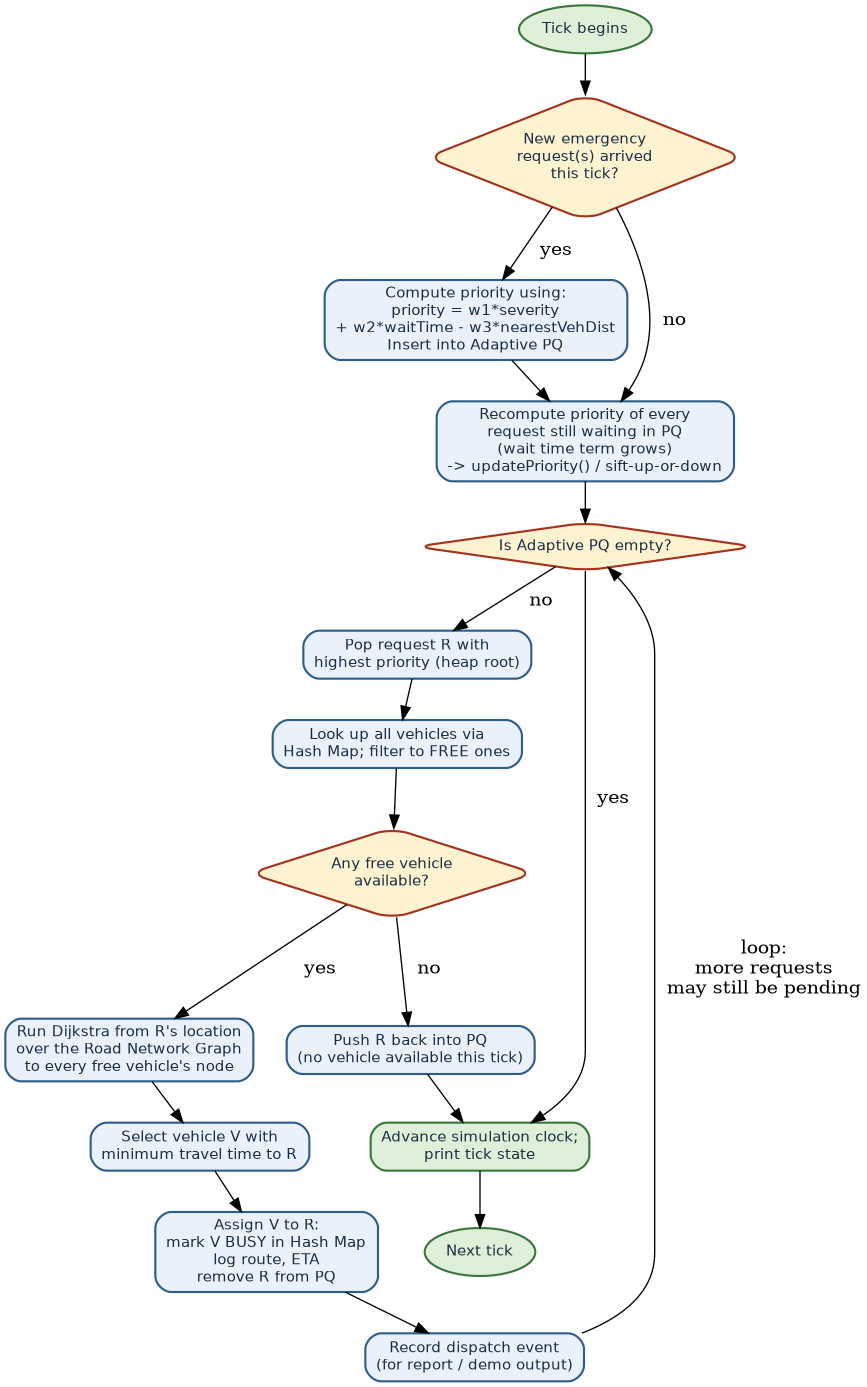 Tick begins
New emergency
request(s) arrived
this tick?
yes
no
Compute priority using:
priority = w1*severity
+ w2*waitTime - w3*nearestVehDist
Insert into Adaptive PQ
Recompute priority of every
request still waiting in PQ
(wait time term grows)
-> updatePriority() / sift-up-or-down
Is Adaptive PQ empty?
no
Pop request R with
highest priority (heap root)
Look up all vehicles via
Hash Map; filter to FREE ones
yes
Any free vehicle
available?
loop:
more requests
may still be pending
yes
no
Run Dijkstra from R's location
over the Road Network Graph
to every free vehicle's node
Push R back into PQ
(no vehicle available this tick)
Select vehicle V with
minimum travel time to R
Advance simulation clock;
print tick state
Assign V to R:
mark V BUSY in Hash Map
log route, ETA
remove R from PQ
Next tick
Record dispatch event
(for report / demo output)